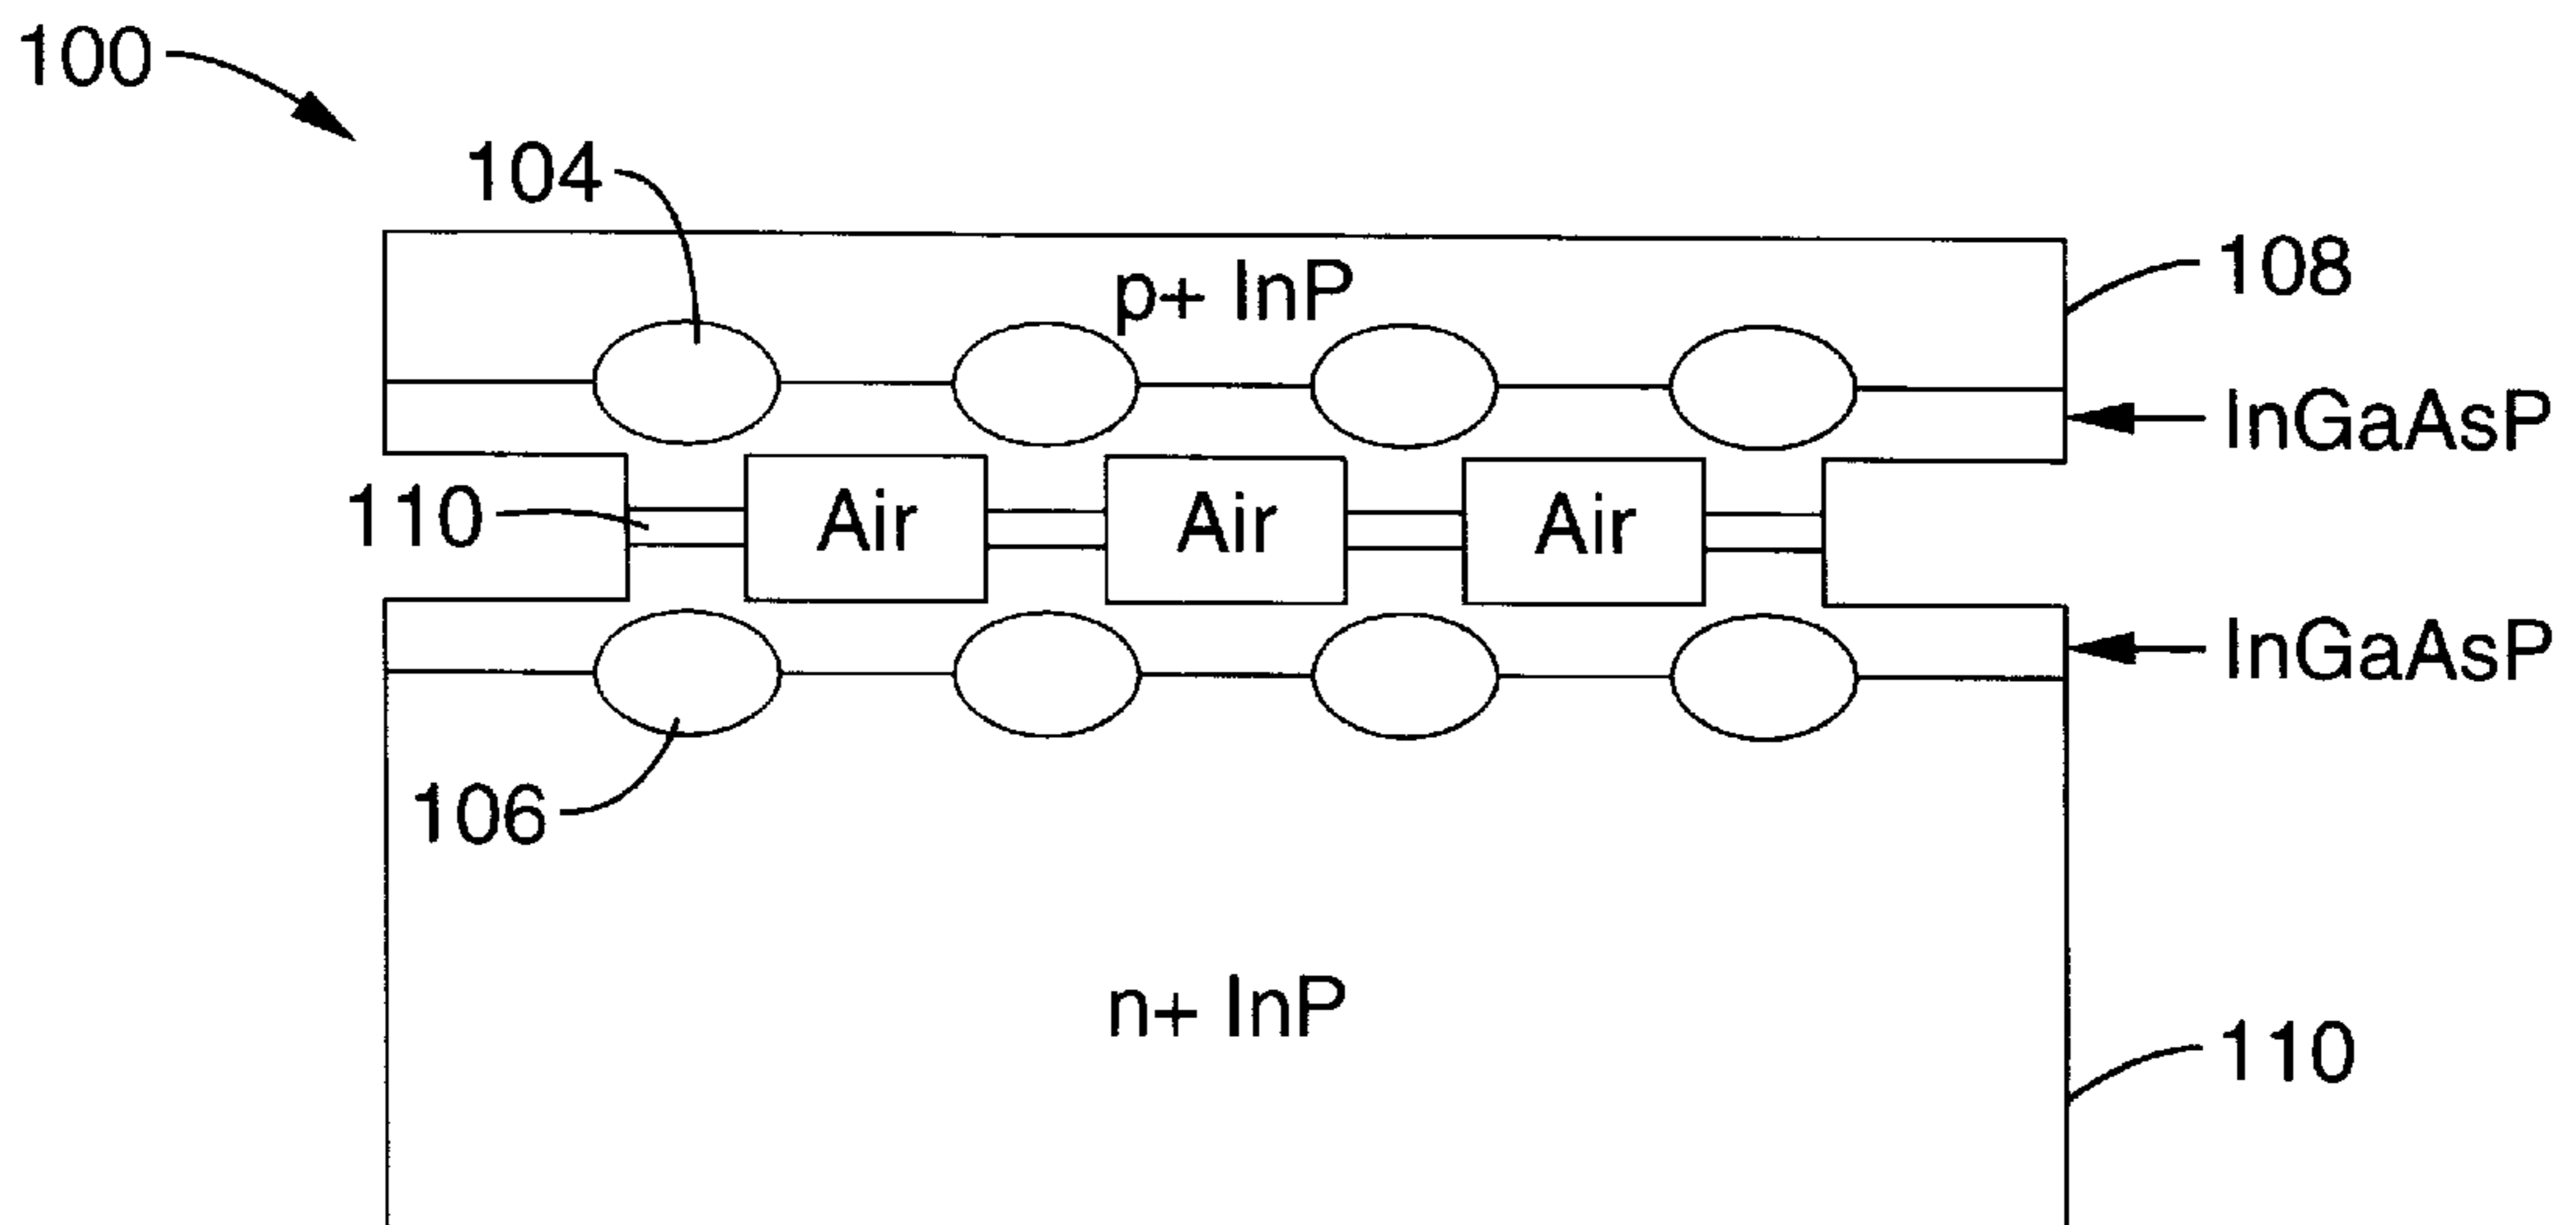 100
104
p+ InP
108
InGaAsP
110 Air Air Air
InGaAsP
106
n+ InP
110